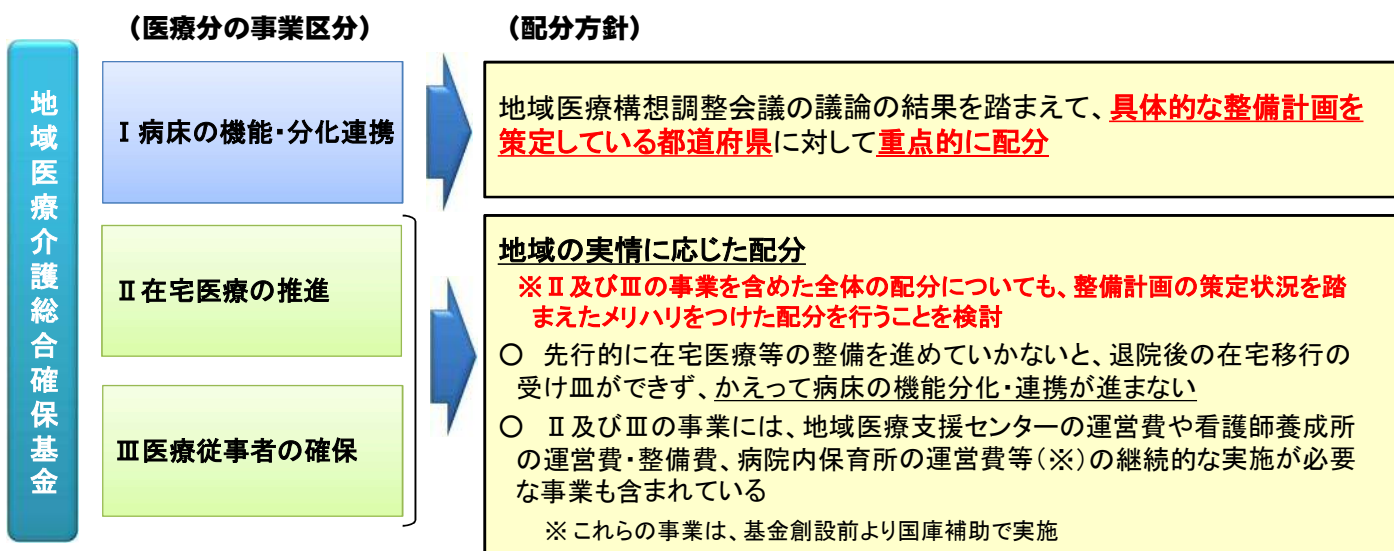 (医療分の事業区分)
(配分方針)
地域医療介護総合確保基金
Ⅰ病床の機能・分化連携
地域医療構想調整会議の議論の結果を踏まえて、具体的な整備計画を
策定している都道府県に対して重点的に配分
Ⅱ在宅医療の推進
Ⅲ医療従事者の確保
地域の実情に応じた配分
※Ⅱ及びⅢの事業を含めた全体の配分についても、整備計画の策定状況を踏
まえたメリハリをつけた配分を行うことを検討
○ 先行的に在宅医療等の整備を進めていかないと、退院後の在宅移行の
受け皿ができず、かえって病床の機能分化・連携が進まない
○ Ⅱ及びⅢの事業には、地域医療支援センターの運営費や看護師養成所
の運営費・整備費、病院内保育所の運営費等(※)の継続的な実施が必要
な事業も含まれている
※これらの事業は、基金創設前より国庫補助で実施